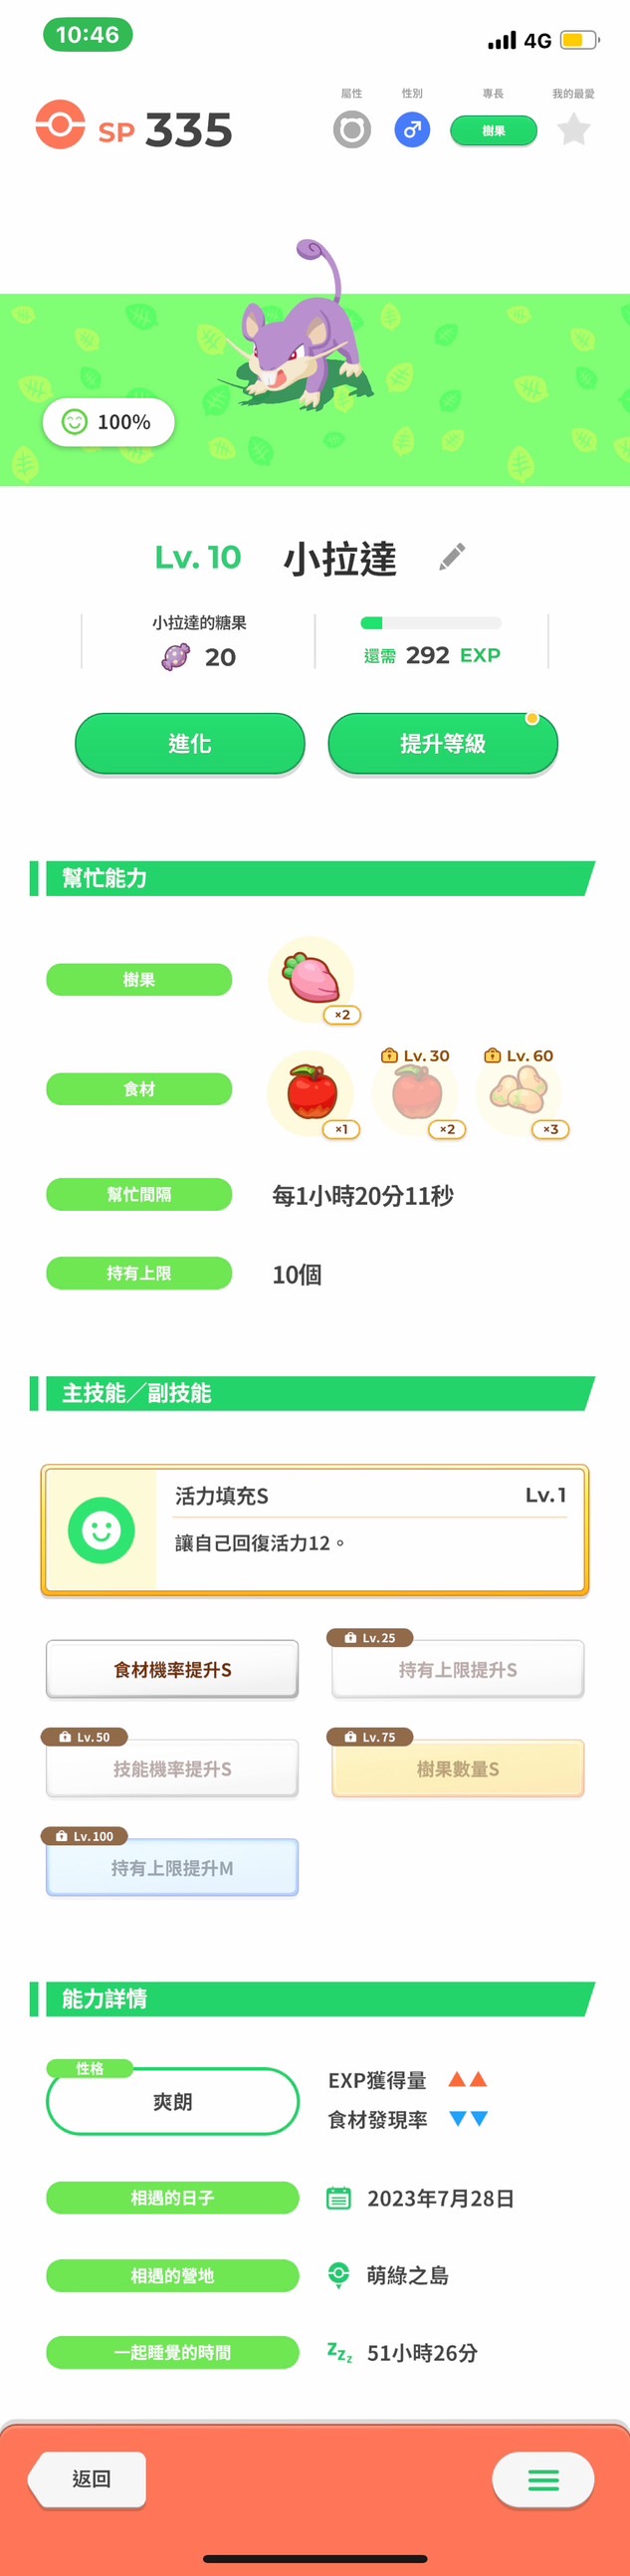 10:46
4G
屬性 性別 專長 我的最愛
SP 335
樹果
100%
Lv. 10 小拉達
小拉達的糖果
20
還需 292 EXP
進化
提升等級
幫忙能力
樹果
×2
食材
Lv. 30
Lv. 60
×1
×2
×3
幫忙間隔
每1小時20分11秒
持有上限
10個
主技能／副技能
活力填充S Lv.1
讓自己回復活力12。
食材機率提升S
Lv.25
持有上限提升S
Lv.50
技能機率提升S
Lv.75
樹果數量S
Lv.100
持有上限提升M
能力詳情
性格
爽朗
EXP獲得量
食材發現率
相遇的日子
2023年7月28日
相遇的營地
萌綠之島
一起睡覺的時間
51小時26分
返回